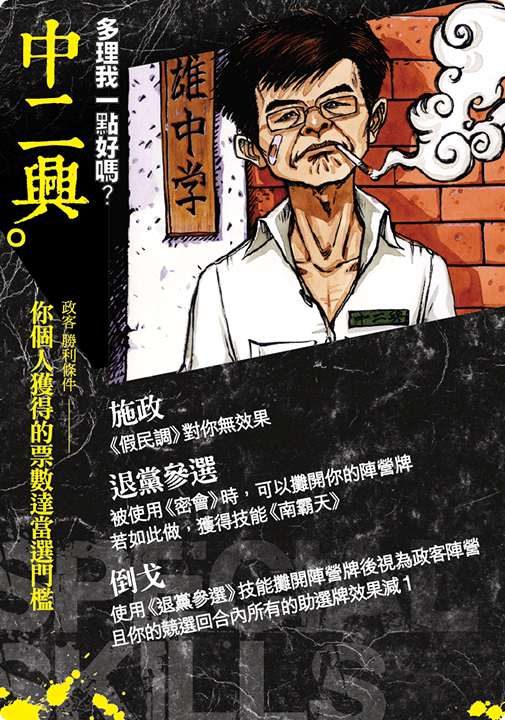 中二興。
多理我一點好嗎？
雄中学
政客 勝利條件
你個人獲得的票數達當選門檻
施政
《假民調》對你無效果
退黨參選
被使用《密會》時，可以攤開你的陣營牌
若如此做，獲得技能《南霸天》
倒戈
使用《退黨參選》技能攤開陣營牌後視為政客陣營
且你的競選回合內所有的助選牌效果減1
SPECIAL
SKILLS